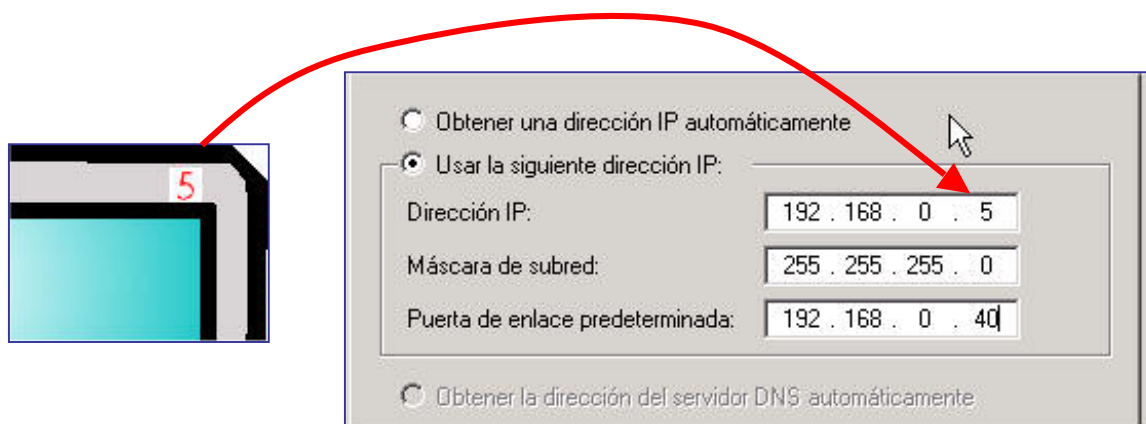 5
Obtener una dirección IP automáticamente
Usar la siguiente dirección IP:
Dirección IP: 192 . 168 . 0 . 5
Máscara de subred: 255 . 255 . 255 . 0
Puerta de enlace predeterminada: 192 . 168 . 0 . 40
Obtener la dirección del servidor DNS automáticamente